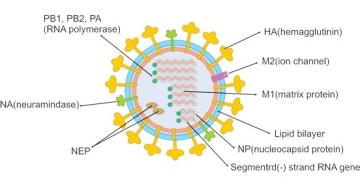 PB1, PB2, PA
(RNA polymerase)
HA(hemagglutinin)
M2(ion channel)
M1(matrix protein)
NA(neuramindase)
Lipid bilayer
NEP
NP(nucleocapsid protein)
Segmentrd(-) strand RNA gene